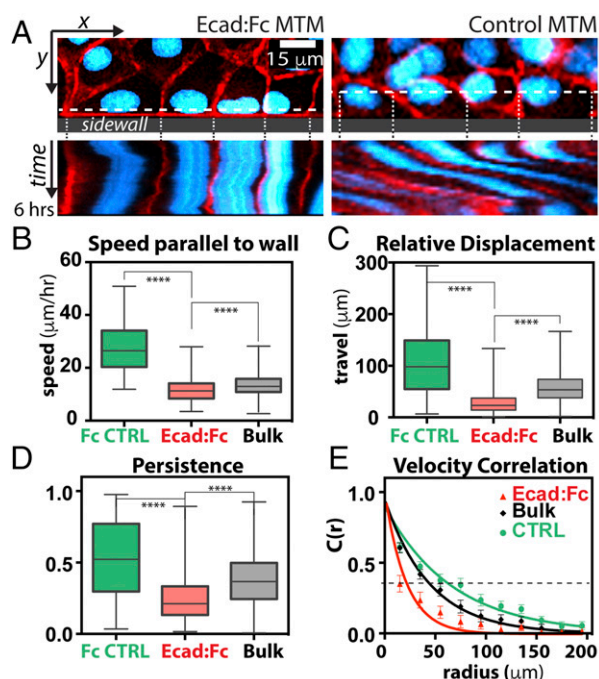 A
x
Ecad:Fc MTM
Control MTM
y
15 μm
sidewall
time
6 hrs
B
Speed parallel to wall
C
Relative Displacement
speed (μm/hr)
60
40
20
0
****
****
Fc CTRL
Ecad:Fc
Bulk
travel (μm)
300
200
100
0
****
****
Fc CTRL
Ecad:Fc
Bulk
D
Persistence
E
Velocity Correlation
1.0
0.5
0.0
****
****
Fc CTRL
Ecad:Fc
Bulk
C(r)
1.0
0.5
0.0
Ecad:Fc
Bulk
CTRL
0
50
100
150
200
radius(μm)